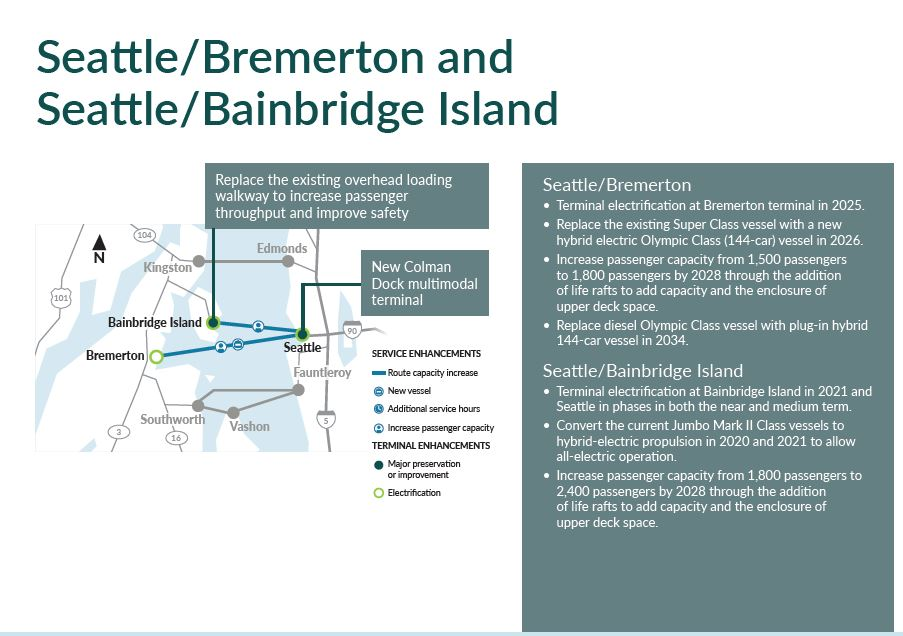 Seattle/Bremerton and
Seattle/Bainbridge Island
Replace the existing overhead loading
walkway to increase passenger
throughput and improve safety
New Colman
Dock multimodal
terminal
104
N
Edmonds
Kingston
101
Bainbridge Island
90
Bremerton
Seattle
Fauntleroy
Southworth
Vashon
5
3
16
SERVICE ENHANCEMENTS
Route capacity increase
New vessel
Additional service hours
Increase passenger capacity
TERMINAL ENHANCEMENTS
Major preservation
or improvement
Electrification
Seattle/Bremerton
• Terminal electrification at Bremerton terminal in 2025.
• Replace the existing Super Class vessel with a new
hybrid electric Olympic Class (144-car) vessel in 2026.
• Increase passenger capacity from 1,500 passengers
to 1,800 passengers by 2028 through the addition
of life rafts to add capacity and the enclosure of
upper deck space.
• Replace diesel Olympic Class vessel with plug-in hybrid
144-car vessel in 2034.
Seattle/Bainbridge Island
• Terminal electrification at Bainbridge Island in 2021 and
Seattle in phases in both the near and medium term.
• Convert the current Jumbo Mark II Class vessels to
hybrid-electric propulsion in 2020 and 2021 to allow
all-electric operation.
• Increase passenger capacity from 1,800 passengers to
2,400 passengers by 2028 through the addition
of life rafts to add capacity and the enclosure of
upper deck space.